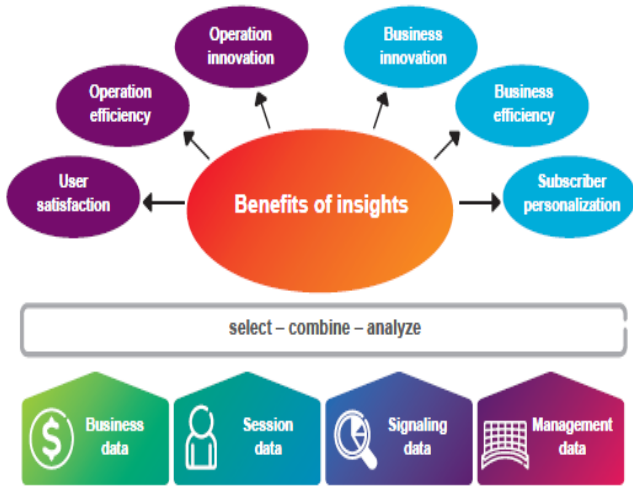 Operation
innovation
Business
innovation
Operation
efficiency
Business
efficiency
User
satisfaction
Benefits of insights
Subscriber
personalization
select – combine – analyze
Business
data
Session
data
Signaling
data
Management
data